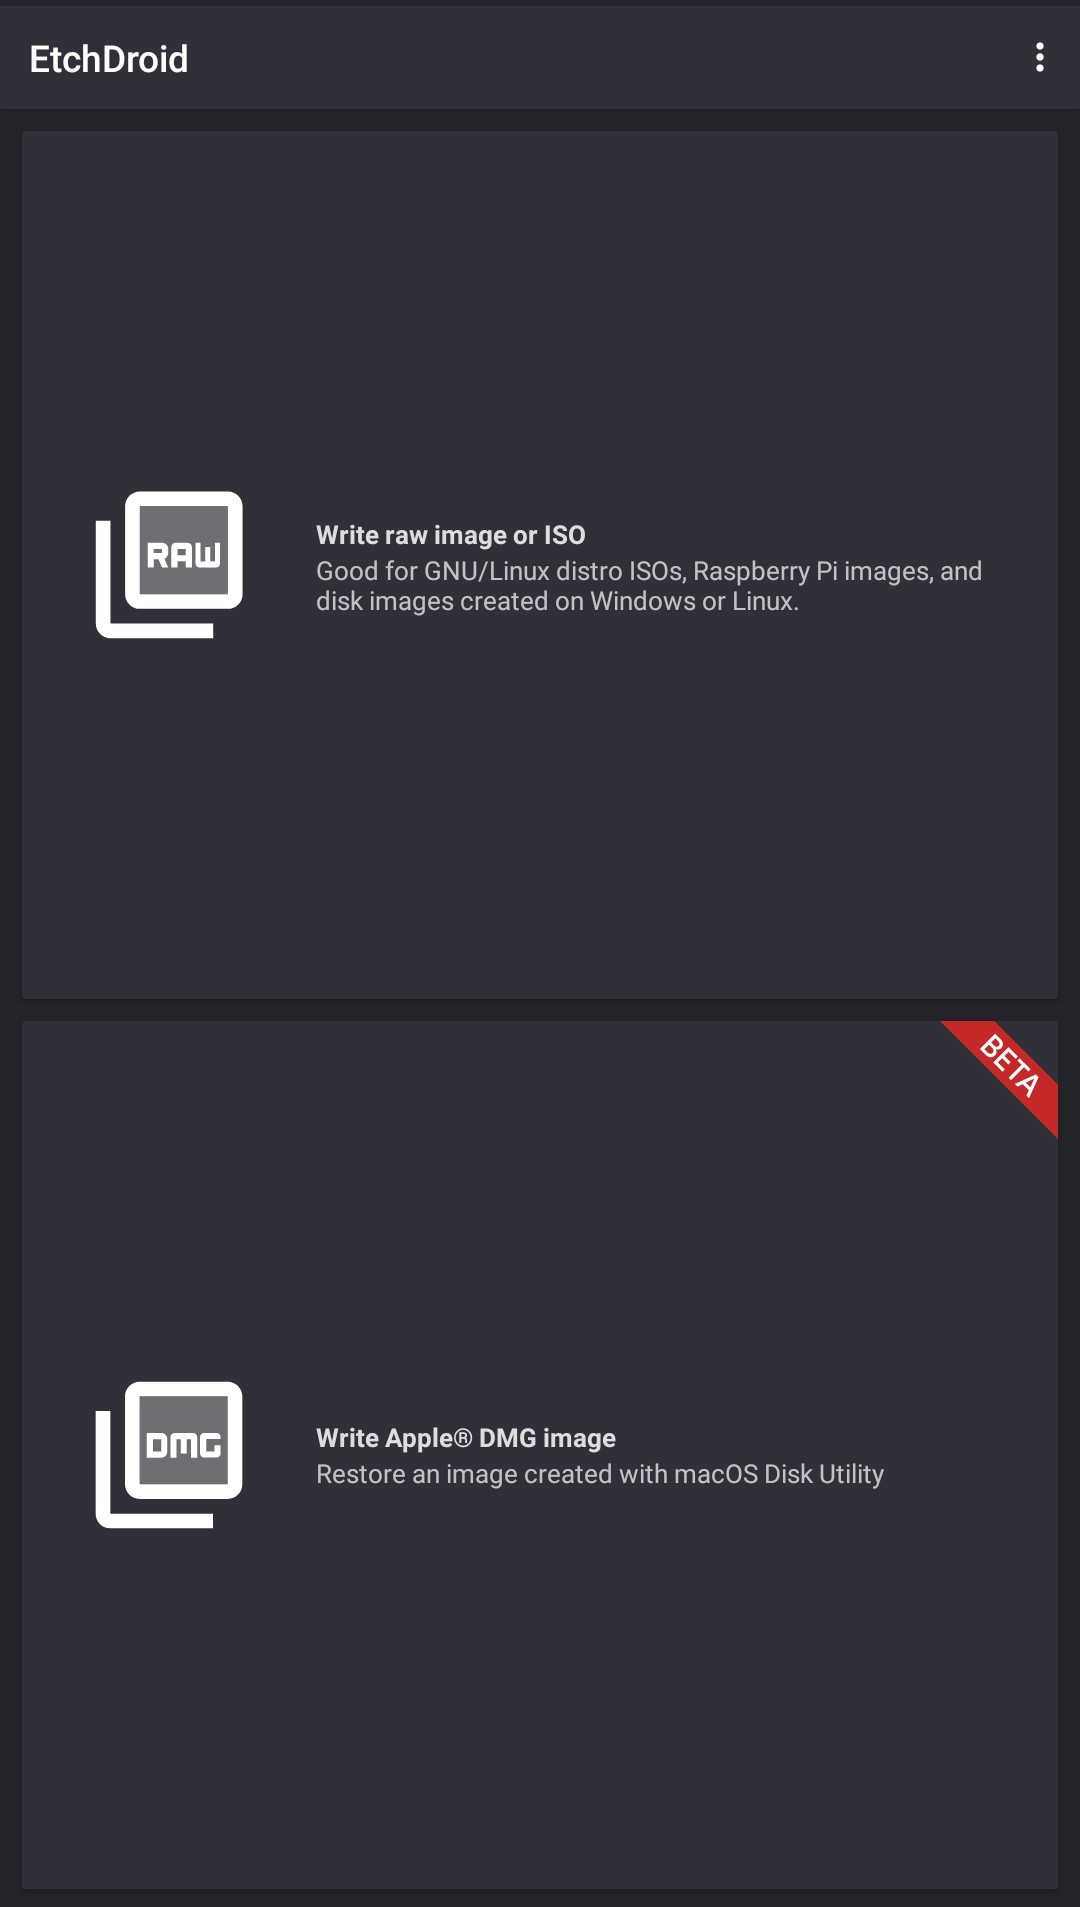 EtchDroid
RAW
Write raw image or ISO
Good for GNU/Linux distro ISOs, Raspberry Pi images, and
disk images created on Windows or Linux.
BETA
DMG
Write Apple® DMG image
Restore an image created with macOS Disk Utility